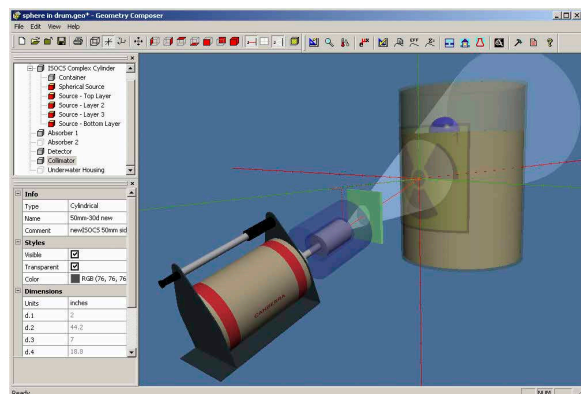 sphere in drum.geo* - Geometry Composer
File Edit View Help
ISOCS Complex Cylinder
Container
Spherical Source
Source - Top Layer
Source - Layer 2
Source - Layer 3
Source - Bottom Layer
Absorber 1
Absorber 2
Detector
Collimator
Underwater Housing
Info
Type Cylindrical
Name 50mm-30d new
Comment newISOCS 50mm sid
Styles
Visible
Transparent
Color RGB (76, 76, 76
Dimensions
Units inches
d.1 2
d.2 44.2
d.3 7
d.4 18.8
CANBERRA
Ready
NUM